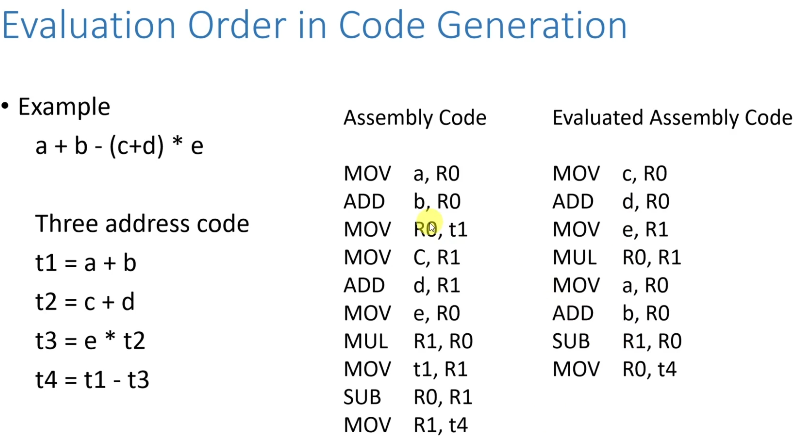 Evaluation Order in Code Generation
• Example
a + b - (c+d) * e
Three address code
t1 = a + b
t2 = c + d
t3 = e * t2
t4 = t1 - t3
Assembly Code
MOV a, R0
ADD b, R0
MOV R0, t1
MOV C, R1
ADD d, R1
MOV e, R0
MUL R1, R0
MOV t1, R1
SUB R0, R1
MOV R1, t4
Evaluated Assembly Code
MOV c, R0
ADD d, R0
MOV e, R1
MUL R0, R1
MOV a, R0
ADD b, R0
SUB R1, R0
MOV R0, t4